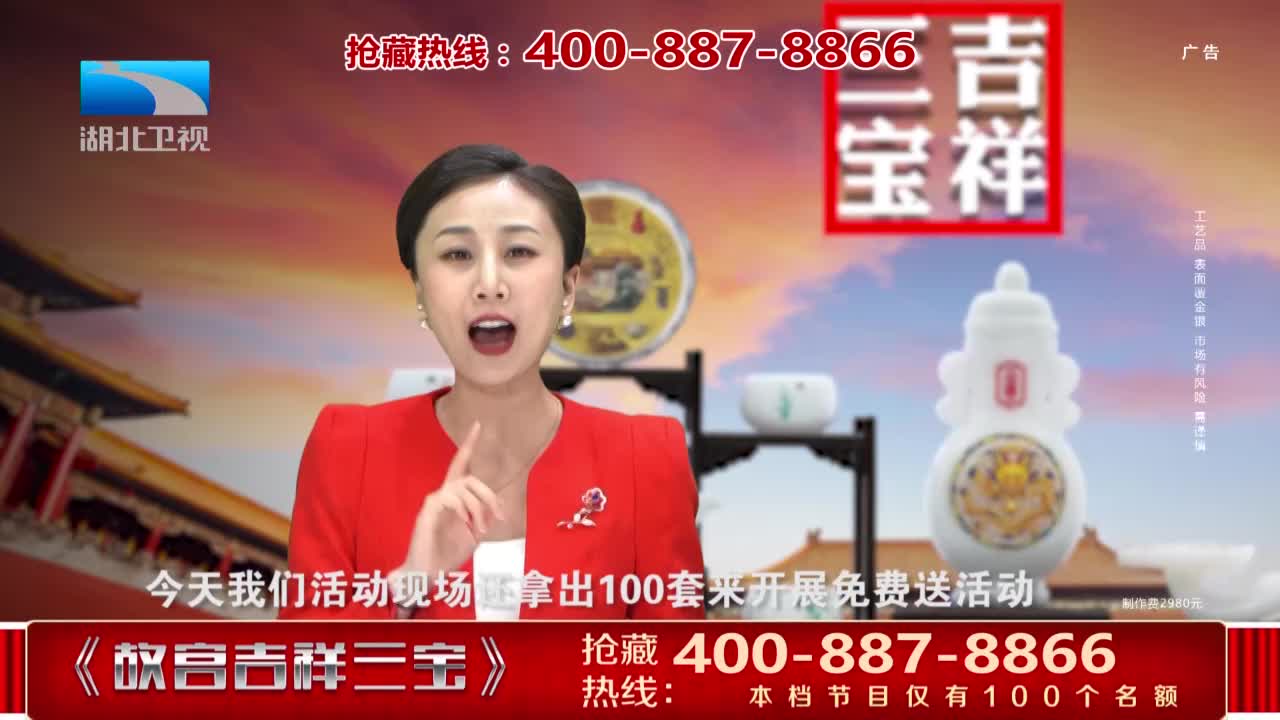 抢藏热线：400-887-8866
广告
湖北卫视
吉祥
三宝
工艺品 表面镀金银 市场有风险 需谨慎
今天我们活动现场还拿出100套来开展免费送活动
制作费2980元
《故宫吉祥三宝》
抢藏热线：400-887-8866
本档节目仅有100个名额